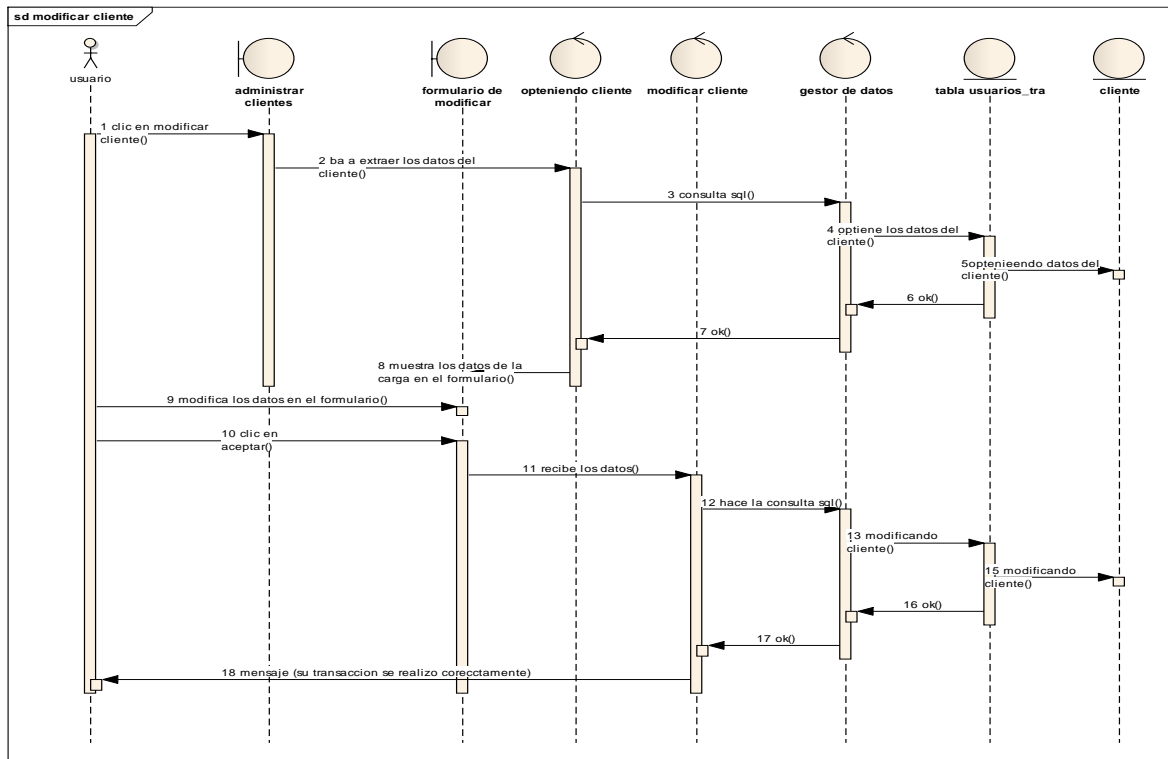 sd modificar cliente
usuario
administrar
clientes
formulario de
modificar
opteniendo cliente
modificar cliente
gestor de datos
tabla usuarios_tra
cliente
1 clic en modificar
cliente()
2 ba a extraer los datos del
cliente()
3 consulta sql()
4 optiene los datos del
cliente()
5optenieendo datos del
cliente()
6 ok()
7 ok()
8 muestra los datos de la
carga en el formulario()
9 modifica los datos en el formulario()
10 clic en
aceptar()
11 recibe los datos()
12 hace la consulta sql()
13 modificando
cliente()
15 modificando
cliente()
16 ok()
17 ok()
18 mensaje (su transaccion se realizo corecctamente)